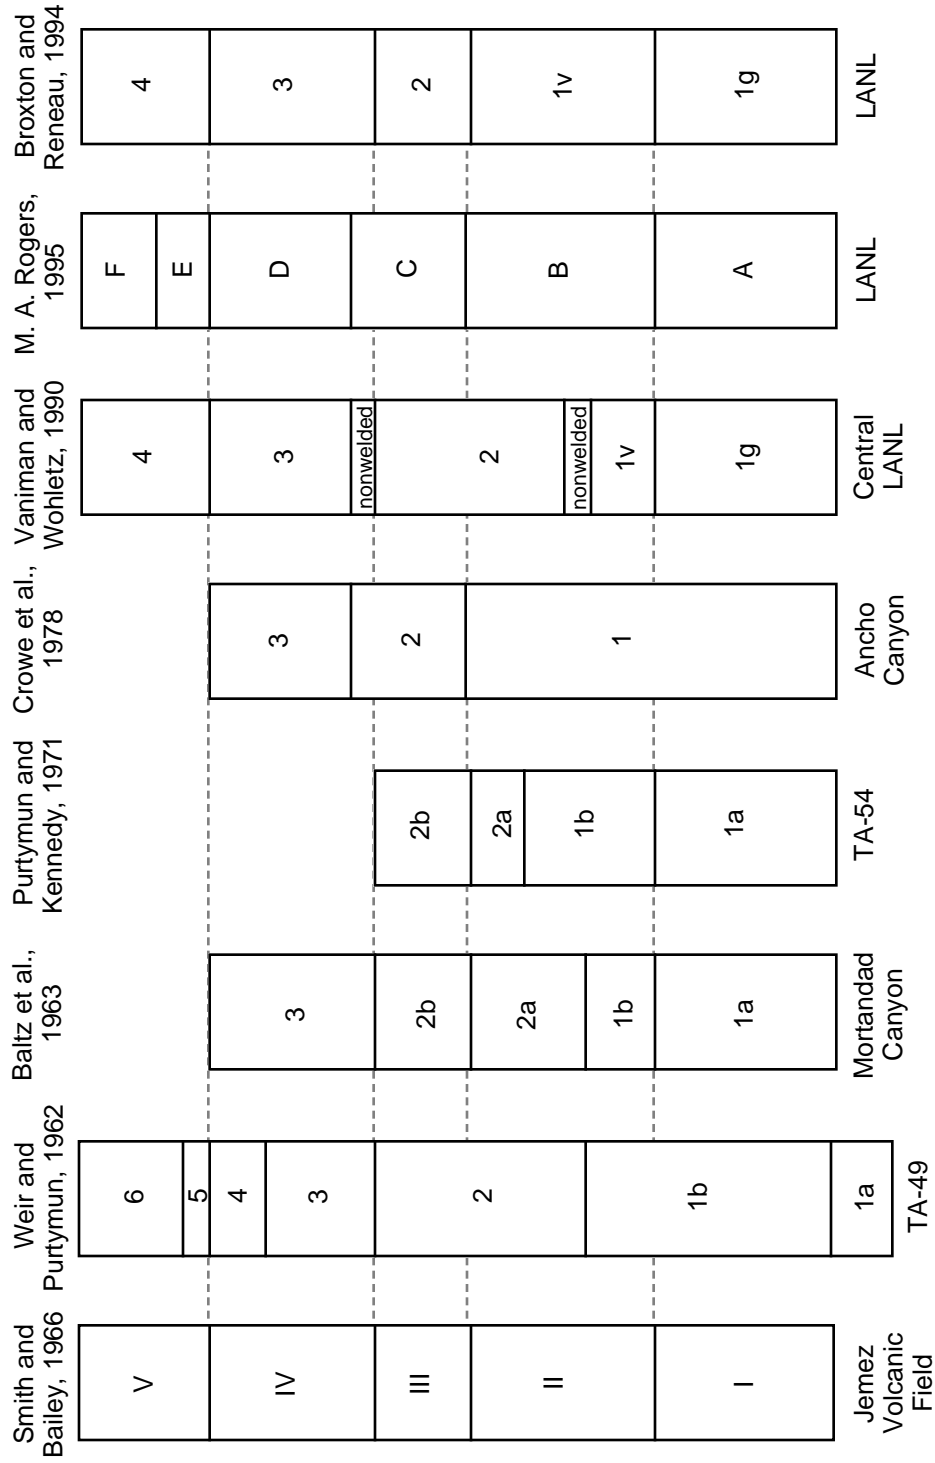 Smith and
Bailey, 1966
V
IV
III
II
I
Jemez
Volcanic
Field
Weir and
Purtymun, 1962
6
5
4
3
2
1b
1a
TA-49
Baltz et al.,
1963
3
2b
2a
1b
1a
Mortandad
Canyon
Purtymun and
Kennedy, 1971
2b
2a
1b
1a
TA-54
Crowe et al.,
1978
3
2
1
Ancho
Canyon
Vaniman and
Wohletz, 1990
4
3
nonwelded
2
nonwelded
1v
1g
Central
LANL
M. A. Rogers,
1995
F
E
D
C
B
A
LANL
Broxton and
Reneau, 1994
4
3
2
1v
1g
LANL